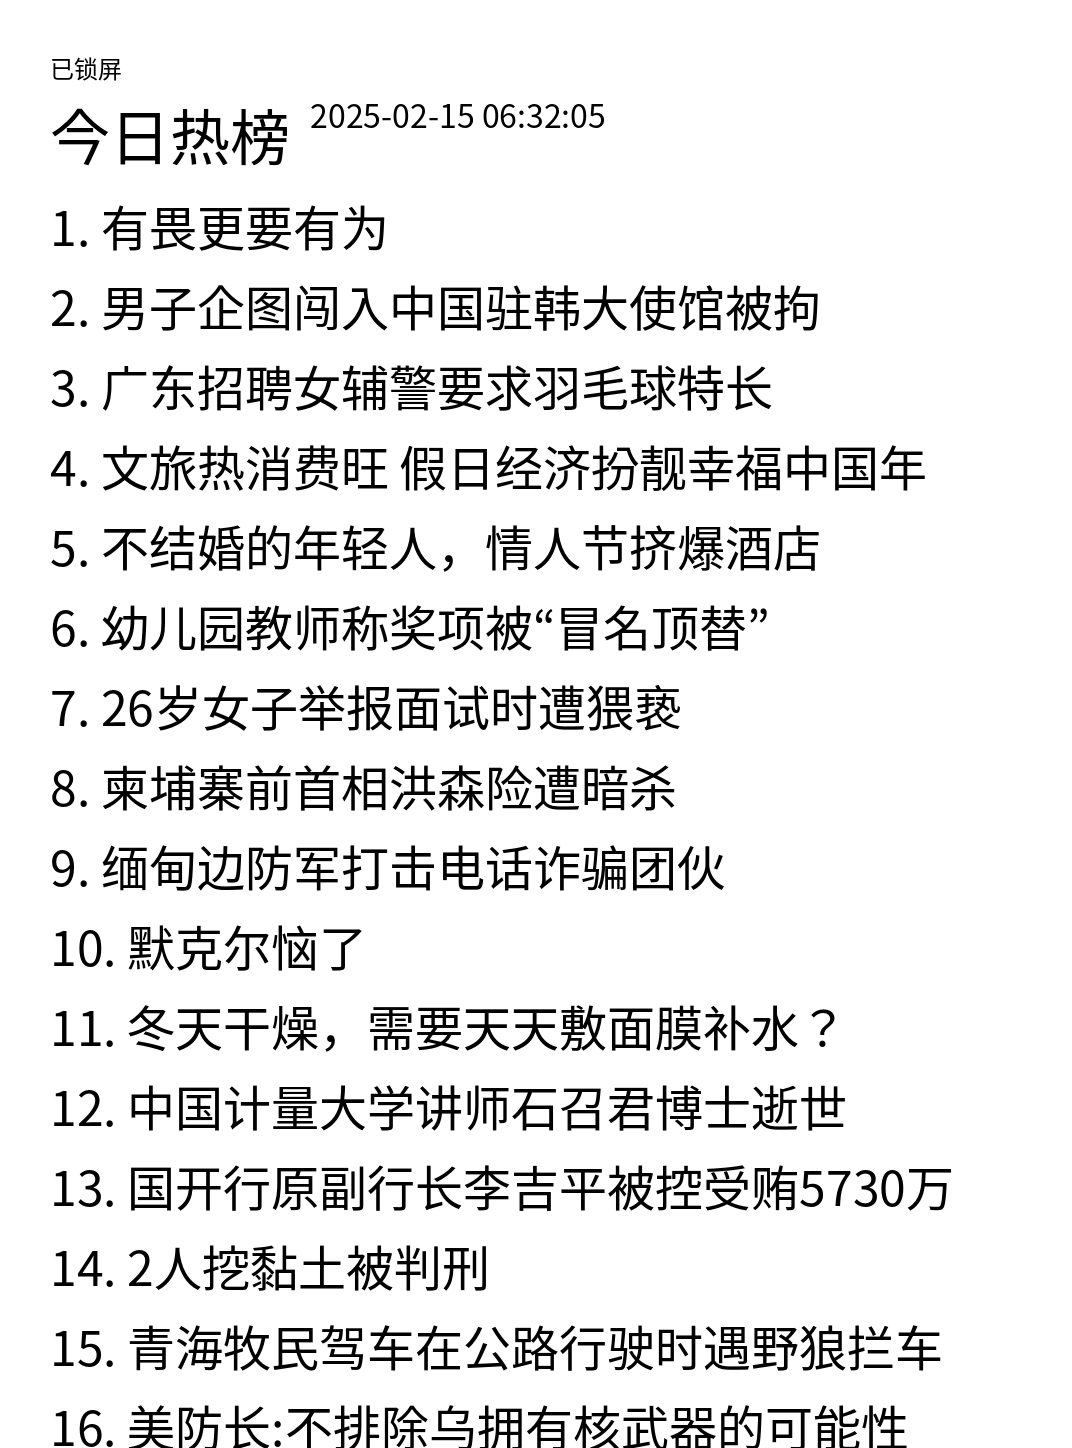 已锁屏
今日热榜 2025-02-15 06:32:05
1. 有畏更要有为
2. 男子企图闯入中国驻韩大使馆被拘
3. 广东招聘女辅警要求羽毛球特长
4. 文旅热消费旺 假日经济扮靓幸福中国年
5. 不结婚的年轻人，情人节挤爆酒店
6. 幼儿园教师称奖项被“冒名顶替”
7. 26岁女子举报面试时遭猥亵
8. 柬埔寨前首相洪森险遭暗杀
9. 缅甸边防军打击电话诈骗团伙
10. 默克尔恼了
11. 冬天干燥，需要天天敷面膜补水？
12. 中国计量大学讲师石召君博士逝世
13. 国开行原副行长李吉平被控受贿5730万
14. 2人挖黏土被判刑
15. 青海牧民驾车在公路行驶时遇野狼拦车
16. 美防长:不排除乌拥有核武器的可能性